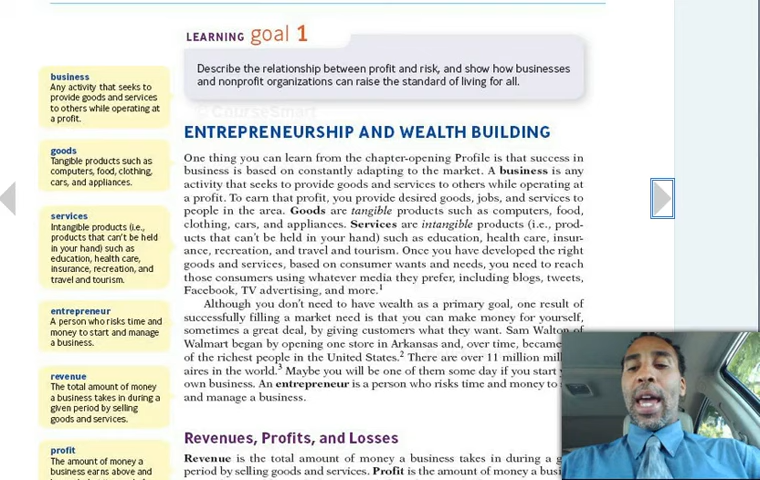 LEARNING goal 1
Describe the relationship between profit and risk, and show how businesses
and nonprofit organizations can raise the standard of living for all.
© CourseSmart
business
Any activity that seeks to
provide goods and services
to others while operating at
a profit.
goods
Tangible products such as
computers, food, clothing,
cars, and appliances.
services
Intangible products (i.e.,
products that can't be held
in your hand) such as
education, health care,
insurance, recreation, and
travel and tourism.
entrepreneur
A person who risks time and
money to start and manage
a business.
revenue
The total amount of money
a business takes in during a
given period by selling
goods and services.
profit
The amount of money a
business earns above and
ENTREPRENEURSHIP AND WEALTH BUILDING
One thing you can learn from the chapter-opening Profile is that success in
business is based on constantly adapting to the market. A business is any
activity that seeks to provide goods and services to others while operating at
a profit. To earn that profit, you provide desired goods, jobs, and services to
people in the area. Goods are tangible products such as computers, food,
clothing, cars, and appliances. Services are intangible products (i.e., prod-
ucts that can't be held in your hand) such as education, health care, insur-
ance, recreation, and travel and tourism. Once you have developed the right
goods and services, based on consumer wants and needs, you need to reach
those consumers using whatever media they prefer, including blogs, tweets,
Facebook, TV advertising, and more.1
Although you don't need to have wealth as a primary goal, one result of
successfully filling a market need is that you can make money for yourself,
sometimes a great deal, by giving customers what they want. Sam Walton of
Walmart began by opening one store in Arkansas and, over time, became
of the richest people in the United States.2 There are over 11 million
aires in the world.3 Maybe you will be one of them some day if you start
own business. An entrepreneur is a person who risks time and money to
and manage a business.
Revenues, Profits, and Losses
Revenue is the total amount of money a business takes in during a
period by selling goods and services. Profit is the amount of money a